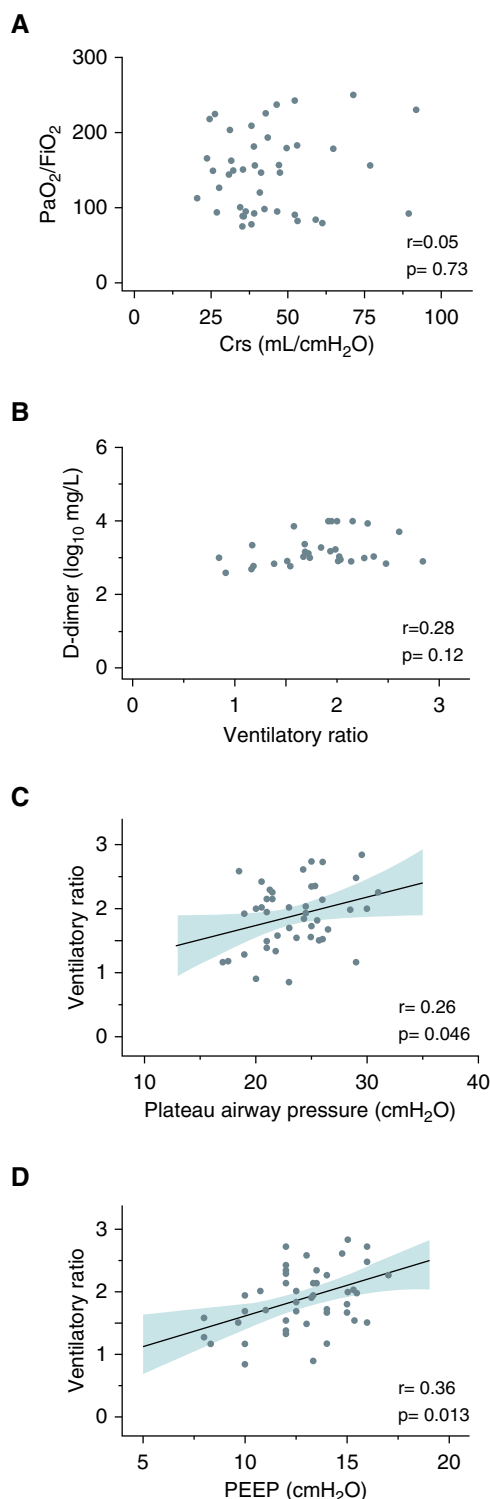 A
300
200
100
0
PaO₂/FiO₂
r=0.05
p= 0.73
0 25 50 75 100
Crs (mL/cmH₂O)
B
6
4
2
0
D-dimer (log₁₀ mg/L)
r=0.28
p= 0.12
0 1 2 3
Ventilatory ratio
C
3
2
1
0
Ventilatory ratio
r= 0.26
p= 0.046
10 20 30 40
Plateau airway pressure (cmH₂O)
D
3
2
1
0
Ventilatory ratio
r= 0.36
p= 0.013
5 10 15 20
PEEP (cmH₂O)